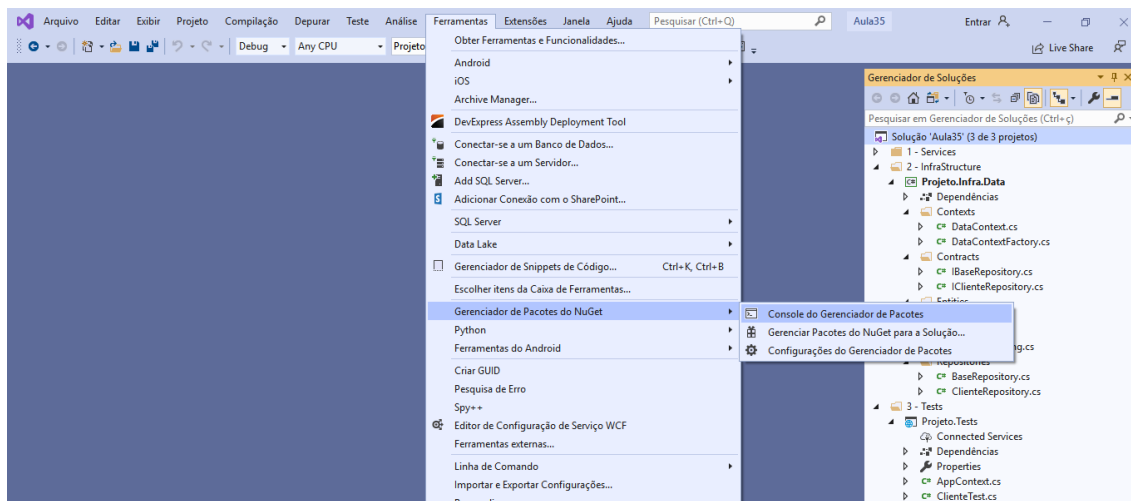 Arquivo Editar Exibir Projeto Compilação Depurar Teste Análise Ferramentas Extensões Janela Ajuda Pesquisar (Ctrl+Q) Aula35 Entrar
Debug Any CPU Projeto Live Share
Obter Ferramentas e Funcionalidades...
Android
iOS
Archive Manager...
DevExpress Assembly Deployment Tool
Conectar-se a um Banco de Dados...
Conectar-se a um Servidor...
Add SQL Server...
Adicionar Conexão com o SharePoint...
SQL Server
Data Lake
Gerenciador de Snippets de Código... Ctrl+K, Ctrl+B
Escolher itens da Caixa de Ferramentas...
Gerenciador de Pacotes do NuGet
Python
Ferramentas do Android
Criar GUID
Pesquisa de Erro
Spy++
Editor de Configuração de Serviço WCF
Ferramentas externas...
Linha de Comando
Importar e Exportar Configurações...
Console do Gerenciador de Pacotes
Gerenciar Pacotes do NuGet para a Solução...
Configurações do Gerenciador de Pacotes
Gerenciador de Soluções
Pesquisar em Gerenciador de Soluções (Ctrl+ç)
Solução 'Aula35' (3 de 3 projetos)
1 - Services
2 - InfraStructure
C# Projeto.Infra.Data
Dependências
Contexts
C# DataContext.cs
C# DataContextFactory.cs
Contracts
C# IBaseRepository.cs
C# IClienteRepository.cs
Entities
ng.cs
Repositories
C# BaseRepository.cs
C# ClienteRepository.cs
3 - Tests
Projeto.Tests
Connected Services
Dependências
Properties
C# AppContext.cs
C# ClienteTest.cs